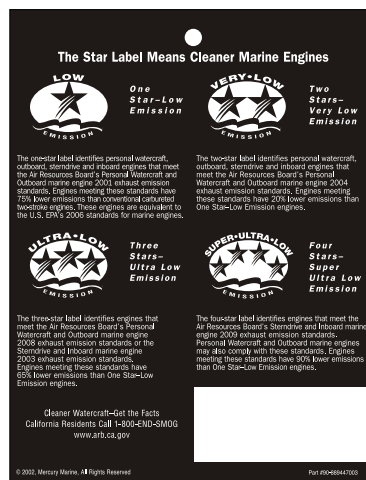 The Star Label Means Cleaner Marine Engines
LOW
EMISSION
One
Star–Low
Emission
VERY•LOW
EMISSION
Two
Stars–
Very Low
Emission
The one-star label identifies personal watercraft,
outboard, sterndrive and inboard engines that meet
the Air Resources Board's Personal Watercraft and
Outboard marine engine 2001 exhaust emission
standards. Engines meeting these standards have
75% lower emissions than conventional carbureted
two-stroke engines. These engines are equivalent to
the U.S. EPA's 2006 standards for marine engines.
The two-star label identifies personal watercraft,
outboard, sterndrive and inboard engines that
meet the Air Resources Board's Personal
Watercraft and Outboard marine engine 2004
exhaust emission standards. Engines meeting
these standards have 20% lower emissions than
One Star–Low Emission engines.
ULTRA•LOW
EMISSION
Three
Stars–
Ultra Low
Emission
SUPER•ULTRA•LOW
EMISSION
Four
Stars–
Super
Ultra Low
Emission
The three-star label identifies engines that
meet the Air Resources Board's Personal
Watercraft and Outboard marine engine
2008 exhaust emission standards or the
Sterndrive and Inboard marine engine
2003 exhaust emission standards.
Engines meeting these standards have
65% lower emissions than One Star–Low
Emission engines.
The four-star label identifies engines that meet the
Air Resources Board's Sterndrive and Inboard marine
engine 2009 exhaust emission standards.
Personal Watercraft and Outboard marine engines
may also comply with these standards. Engines
meeting these standards have 90% lower emissions
than One Star–Low Emission engines.
Cleaner Watercraft–Get the Facts
California Residents Call 1-800-END-SMOG
www.arb.ca.gov
© 2002, Mercury Marine, All Rights Reserved
Part #90-889447003